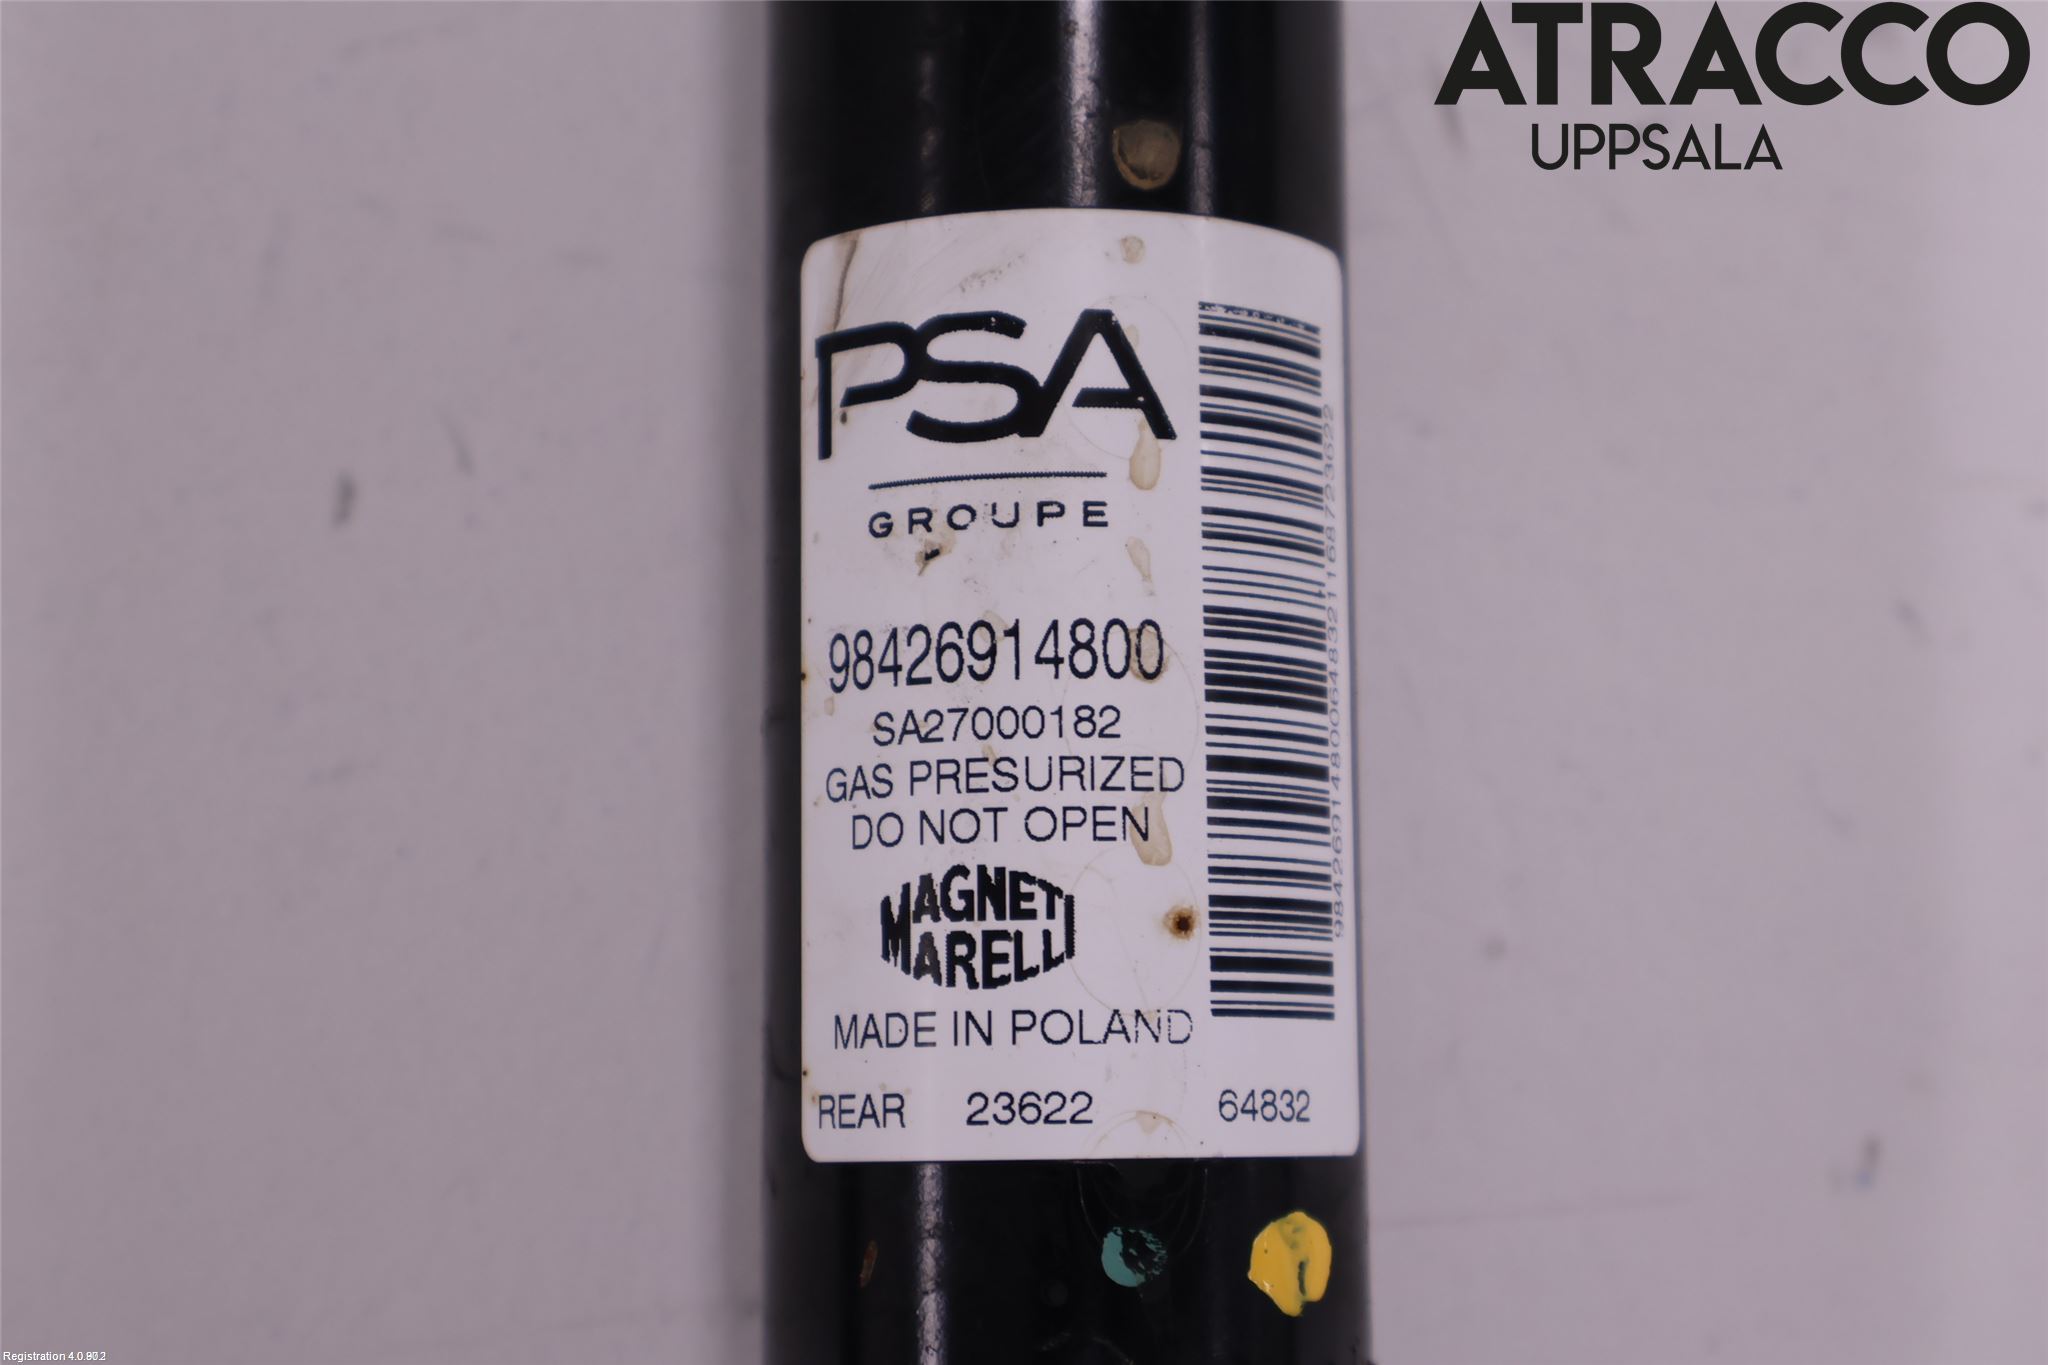 ATRACCO
UPPSALA
PSA
GROUPE
98426914800
SA27000182
GAS PRESURIZED
DO NOT OPEN
MAGNETI
MARELLI
MADE IN POLAND
REAR 23622 64832